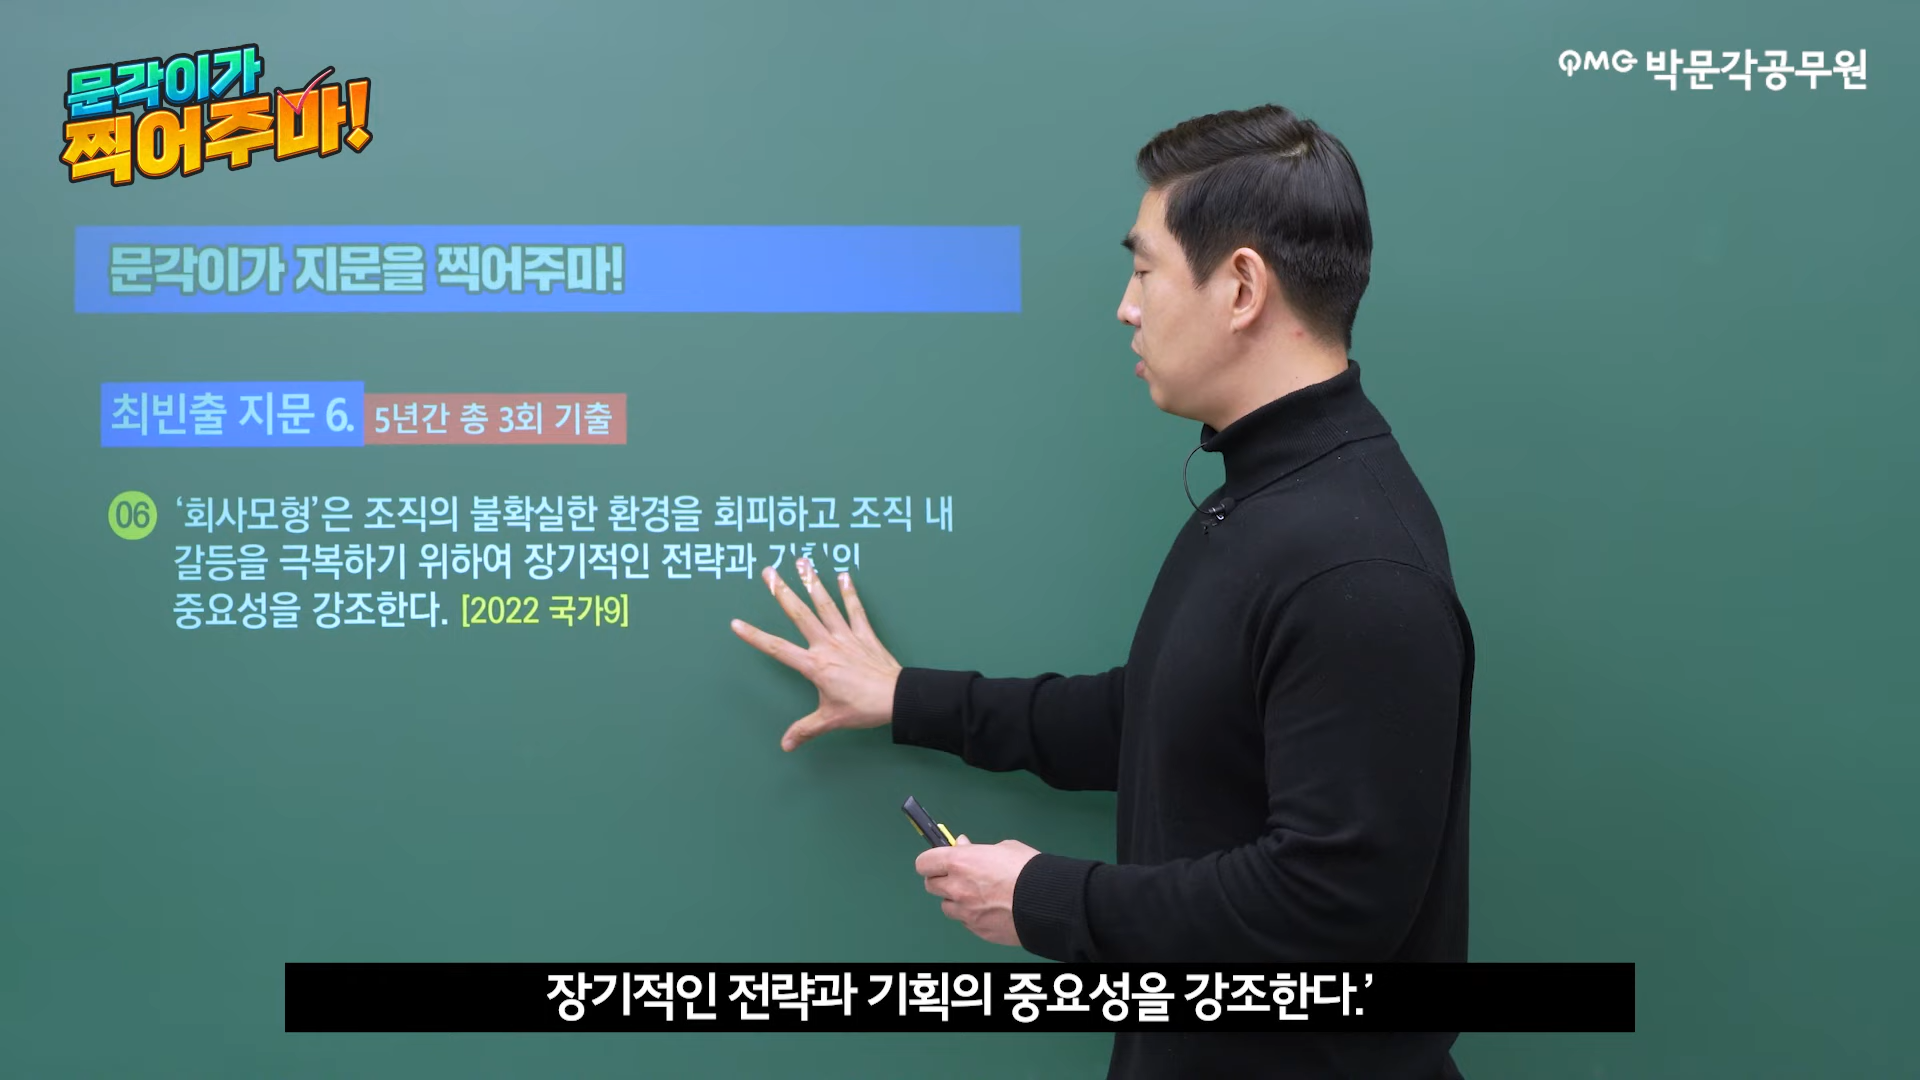 문각이가
찍어주마!
PMG 박문각공무원
문각이가 지문을 찍어주마!
최빈출 지문 6. 5년간 총 3회 기출
06 ‘회사모형’은 조직의 불확실한 환경을 회피하고 조직 내
갈등을 극복하기 위하여 장기적인 전략과 기획의
중요성을 강조한다. [2022 국가9]
장기적인 전략과 기획의 중요성을 강조한다.’